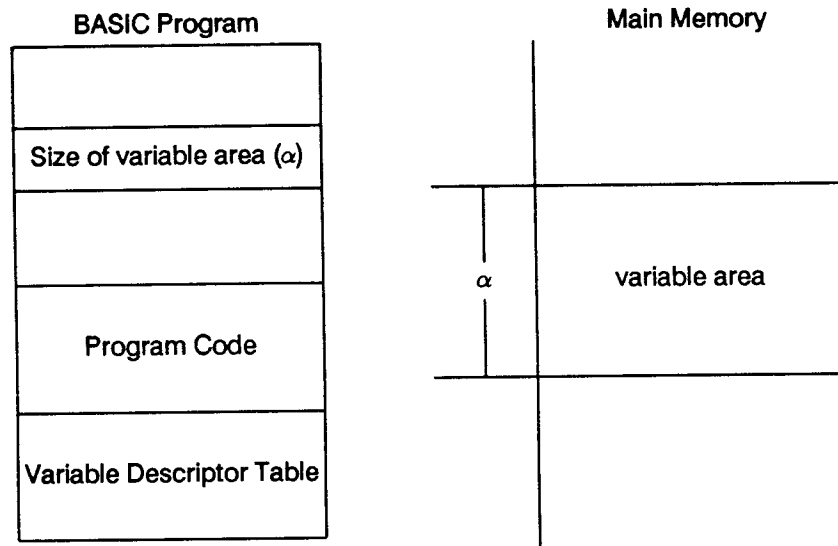 BASIC Program
Main Memory
Size of variable area (α)
α
variable area
Program Code
Variable Descriptor Table